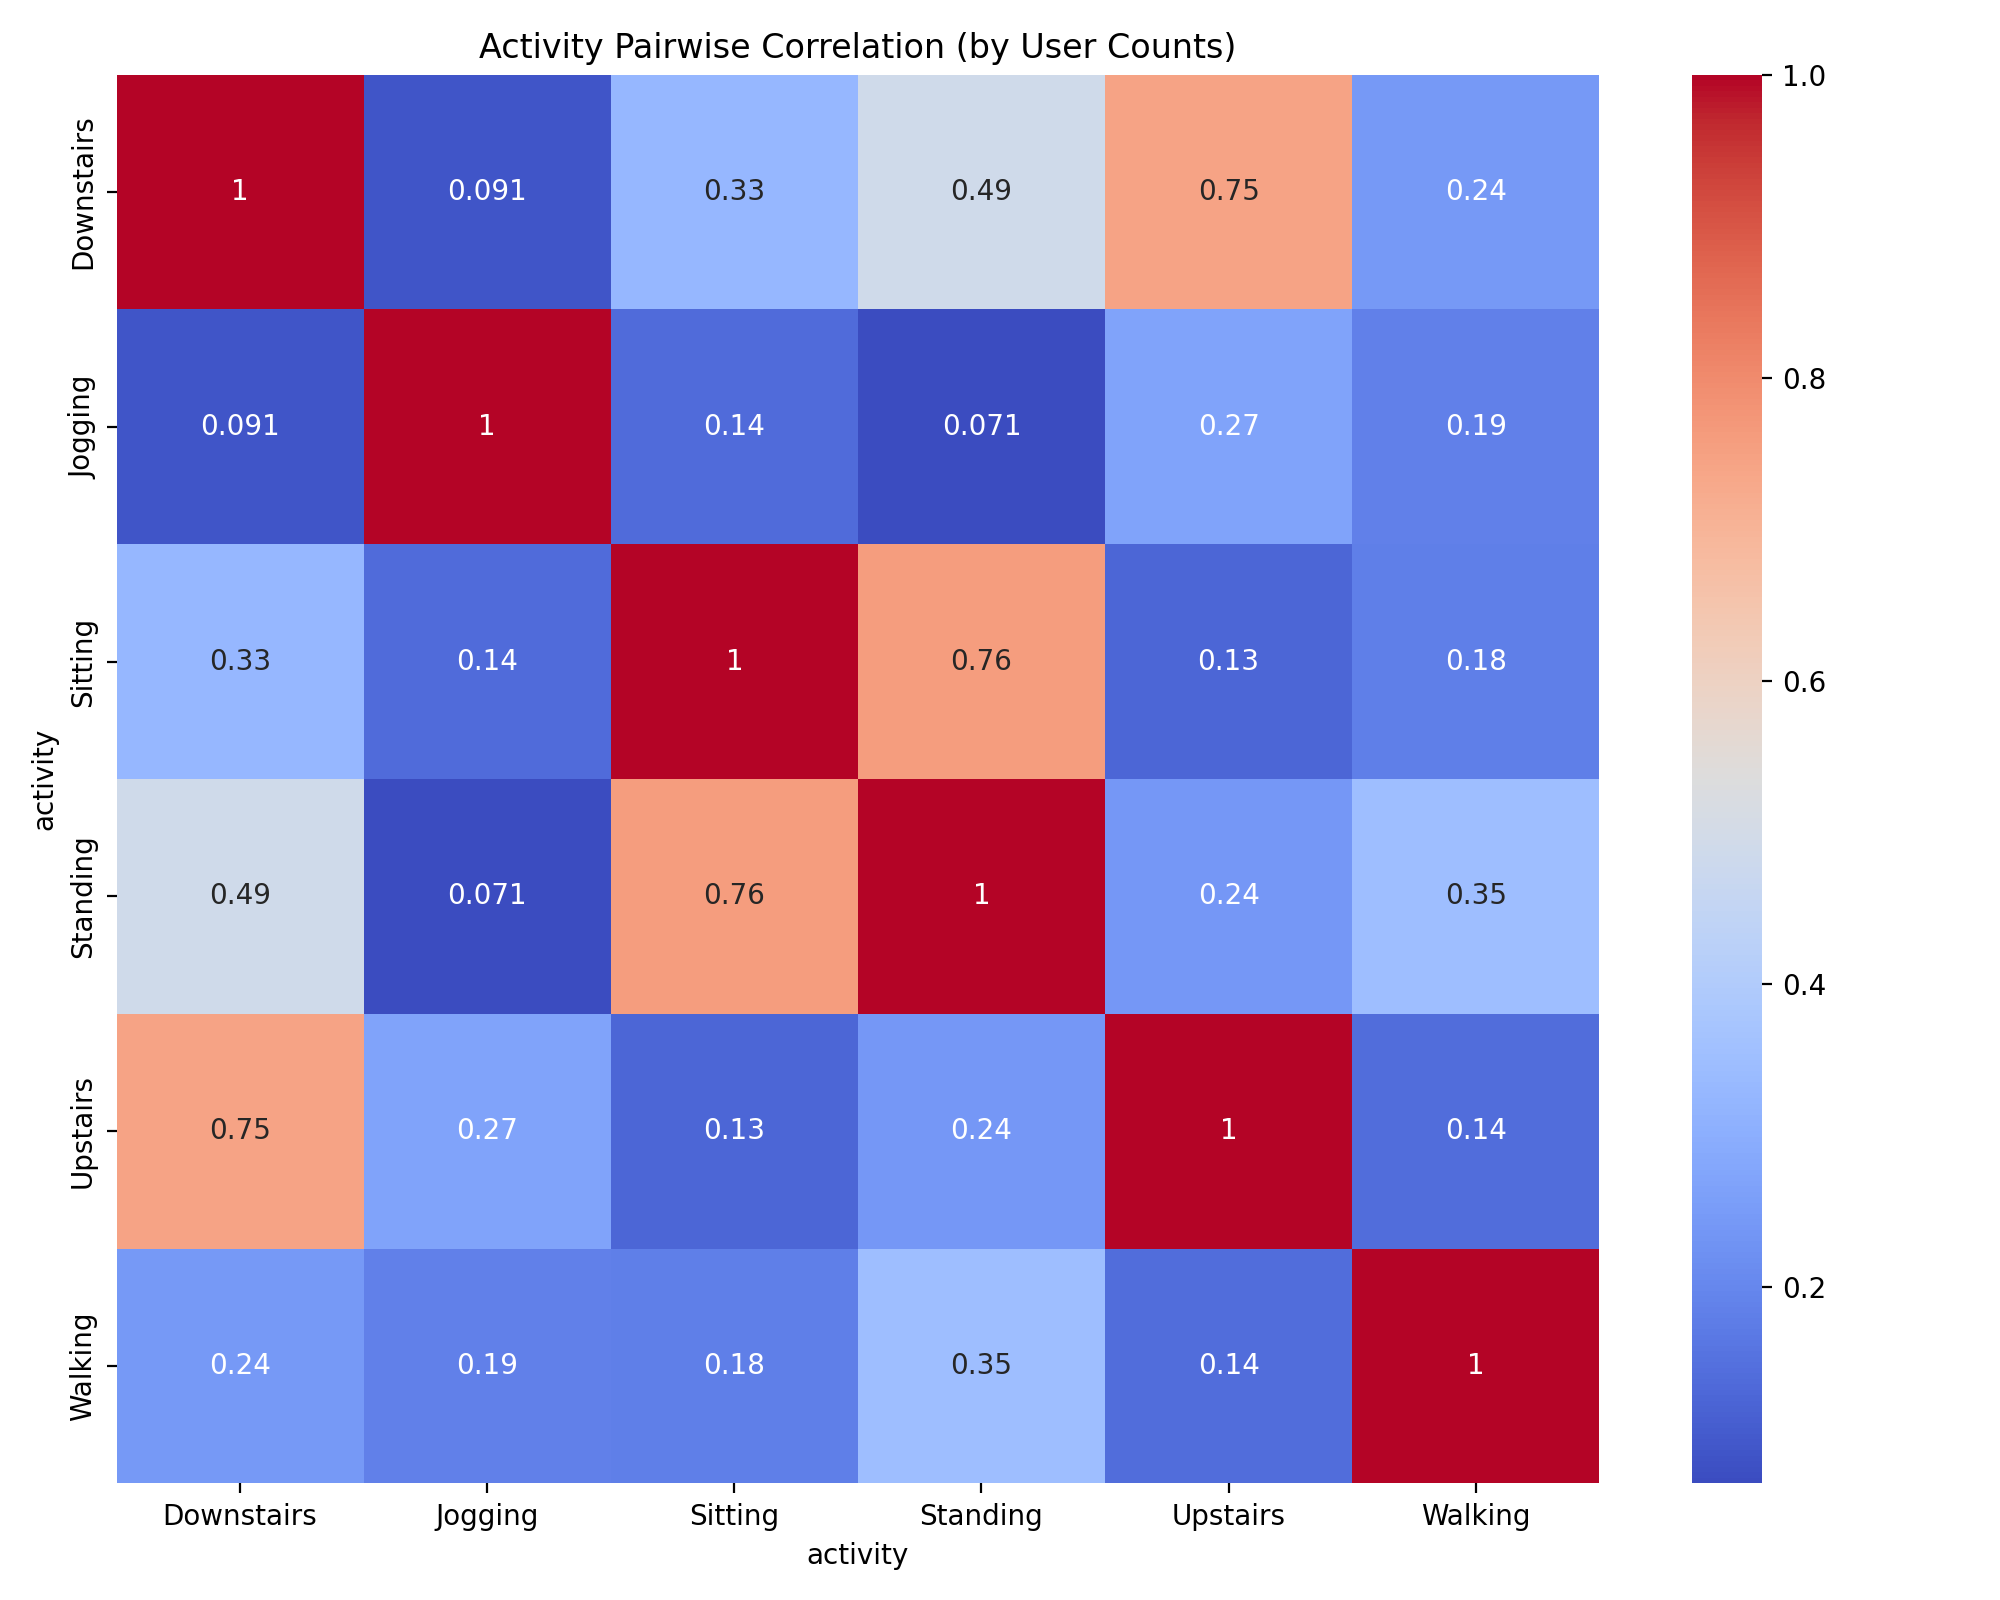 Activity Pairwise Correlation (by User Counts)
Downstairs 1 0.091 0.33 0.49 0.75 0.24
Jogging 0.091 1 0.14 0.071 0.27 0.19
Sitting 0.33 0.14 1 0.76 0.13 0.18
Standing 0.49 0.071 0.76 1 0.24 0.35
Upstairs 0.75 0.27 0.13 0.24 1 0.14
Walking 0.24 0.19 0.18 0.35 0.14 1
activity
Downstairs Jogging Sitting Standing Upstairs Walking
activity
1.0
0.8
0.6
0.4
0.2